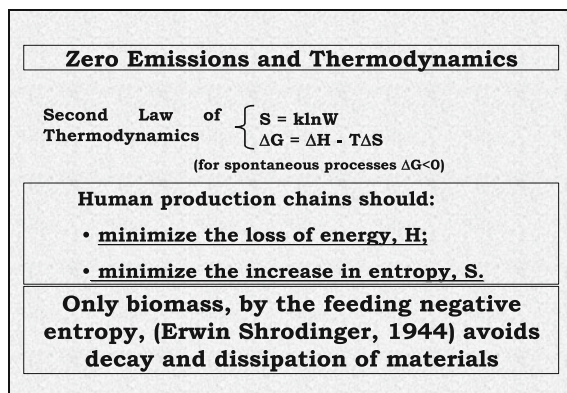 Zero Emissions and Thermodynamics
Second Law of
Thermodynamics
S = klnW
ΔG = ΔH - TΔS
(for spontaneous processes ΔG<0)
Human production chains should:
• minimize the loss of energy, H;
• minimize the increase in entropy, S.
Only biomass, by the feeding negative
entropy, (Erwin Shrodinger, 1944) avoids
decay and dissipation of materials